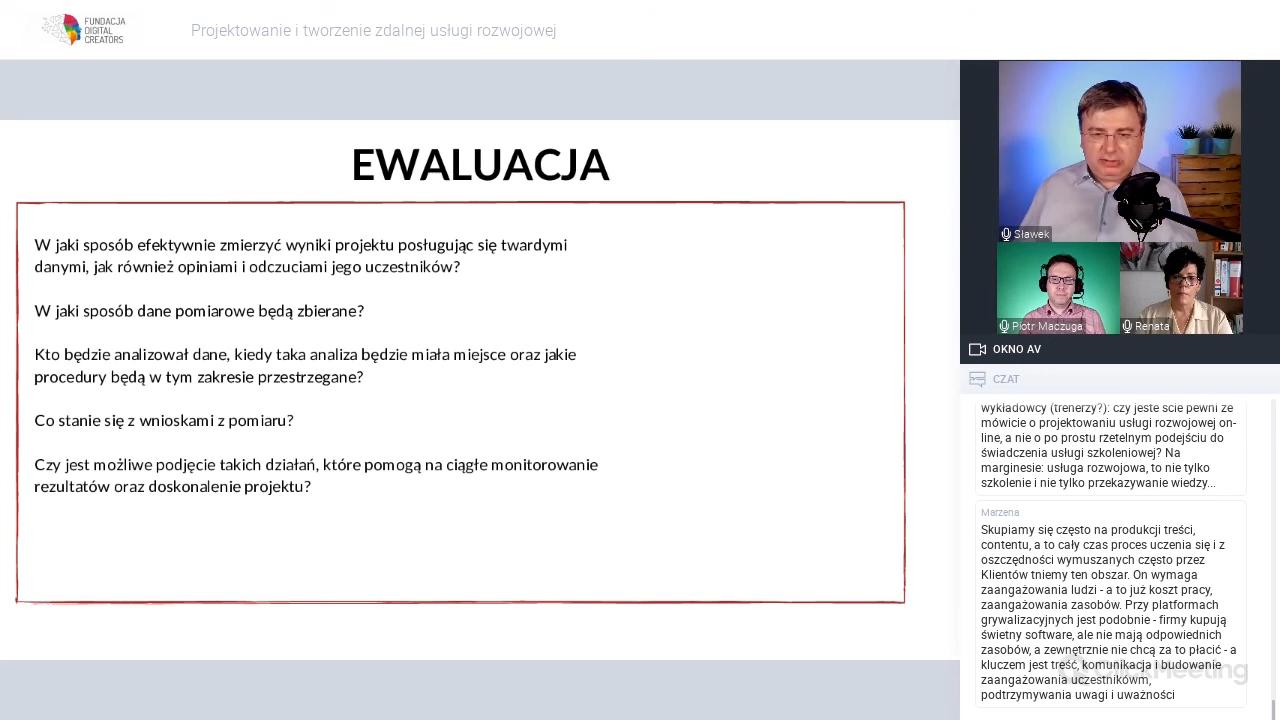 FUNDACJA
DIGITAL
CREATORS
Projektowanie i tworzenie zdalnej usługi rozwojowej
EWALUACJA
W jaki sposób efektywnie zmierzyć wyniki projektu posługując się twardymi
danymi, jak również opiniami i odczuciami jego uczestników?
W jaki sposób dane pomiarowe będą zbierane?
Kto będzie analizował dane, kiedy taka analiza będzie miała miejsce oraz jakie
procedury będą w tym zakresie przestrzegane?
Co stanie się z wnioskami z pomiaru?
Czy jest możliwe podjęcie takich działań, które pomogą na ciągłe monitorowanie
rezultatów oraz doskonalenie projektu?
Sławek
Piotr Maczuga
Renata
OKNO AV
CZAT
wykładowcy (trenerzy?): czy jeste scie pewni ze
mówicie o projektowaniu usługi rozwojowej on-
line, a nie o po prostu rzetelnym podejściu do
świadczenia usługi szkoleniowej? Na
marginesie: usługa rozwojowa, to nie tylko
szkolenie i nie tylko przekazywanie wiedzy...
Marzena
Skupiamy się często na produkcji treści,
contentu, a to cały czas proces uczenia się i z
oszczędności wymuszanych często przez
Klientów tniemy ten obszar. On wymaga
zaangażowania ludzi - a to już koszt pracy,
zaangażowania zasobów. Przy platformach
grywalizacyjnych jest podobnie - firmy kupują
świetny software, ale nie mają odpowiednich
zasobów, a zewnętrznie nie chcą za to płacić - a
kluczem jest treść, komunikacja i budowanie
zaangażowania uczestnikowm,
podtrzymywania uwagi i uważności
ClickMeeting